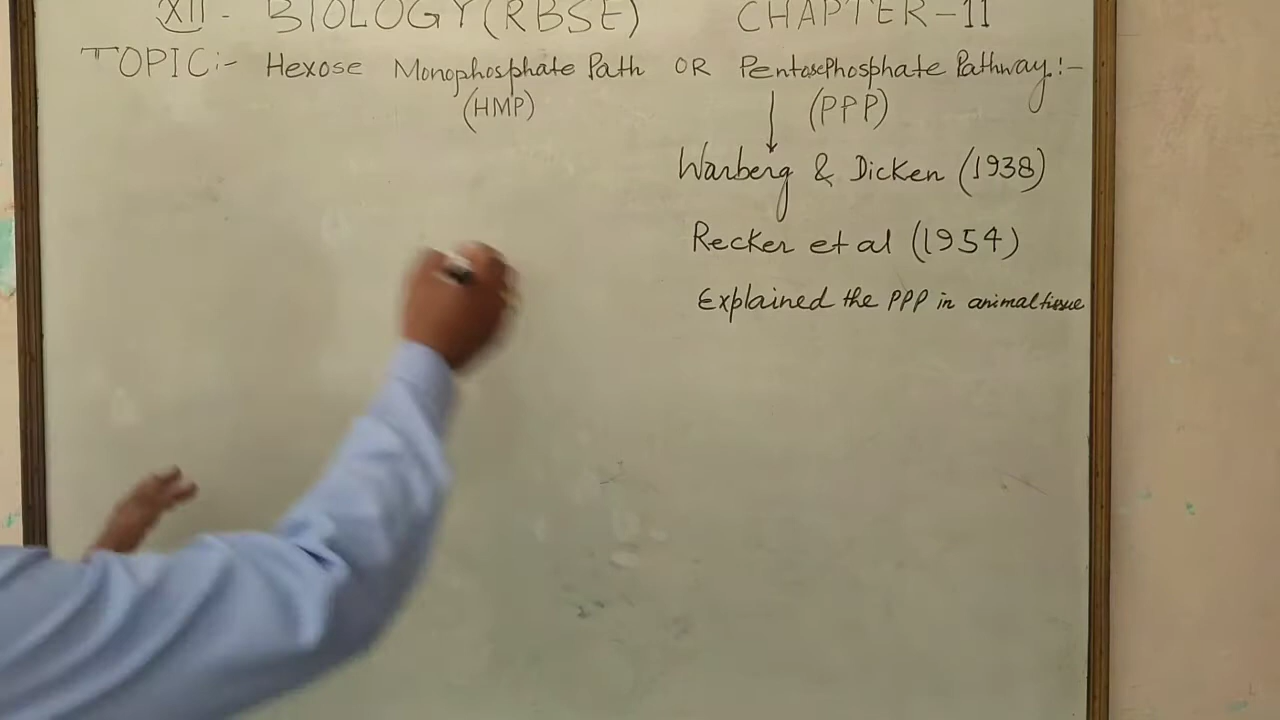 XII - BIOLOGY (RBSE) CHAPTER-11
TOPIC:- Hexose Monophosphate Path OR Pentosephosphate Pathway:-
(HMP) (PPP)
Warberg & Dicken (1938)
Recker et al (1954)
Explained the PPP in animal tissue